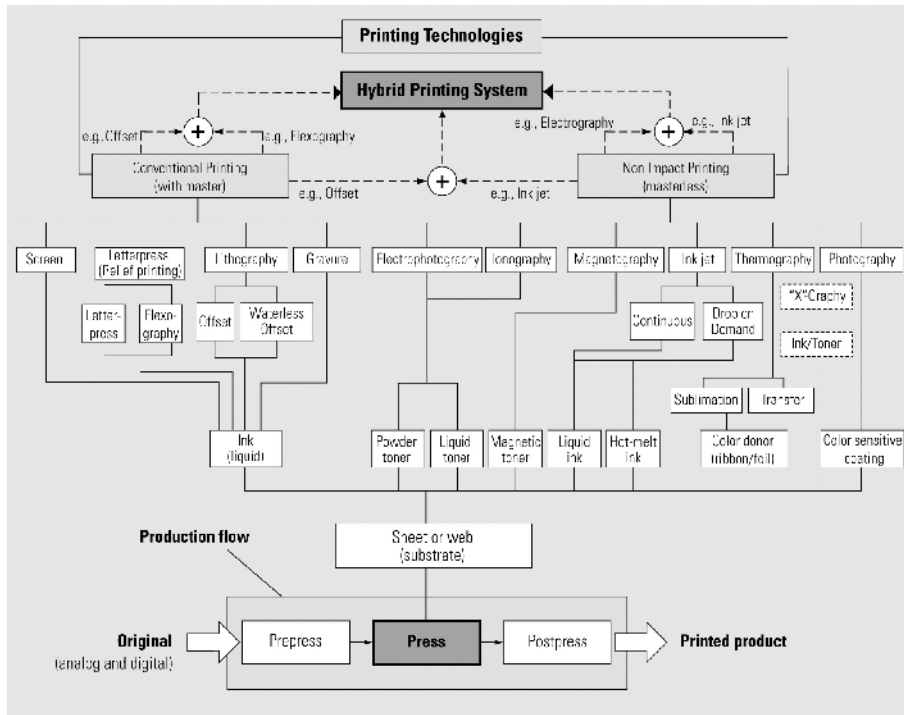 Printing Technologies
Hybrid Printing System
e.g., Offset
e.g., Flexography
e.g., Electrography
e.g., Ink jet
Conventional Printing
(with master)
e.g., Offset
e.g., Ink jet
Non Impact Printing
(masterless)
Screen
Letterpress
(Relief printing)
Lithography
Gravure
Electrophotography
Ionography
Magnetography
Ink jet
Thermography
Photography
"X"-Graphy
Letter-
press
Flexo-
graphy
Offset
Waterless
Offset
Continuous
Drop on
Demand
Ink/Toner
Sublimation
Transfer
Ink
(liquid)
Powder
toner
Liquid
toner
Magnetic
toner
Liquid
ink
Hot-melt
ink
Color donor
(ribbon/foil)
Color sensitive
coating
Production flow
Sheet or web
(substrate)
Original
(analog and digital)
Prepress
Press
Postpress
Printed product